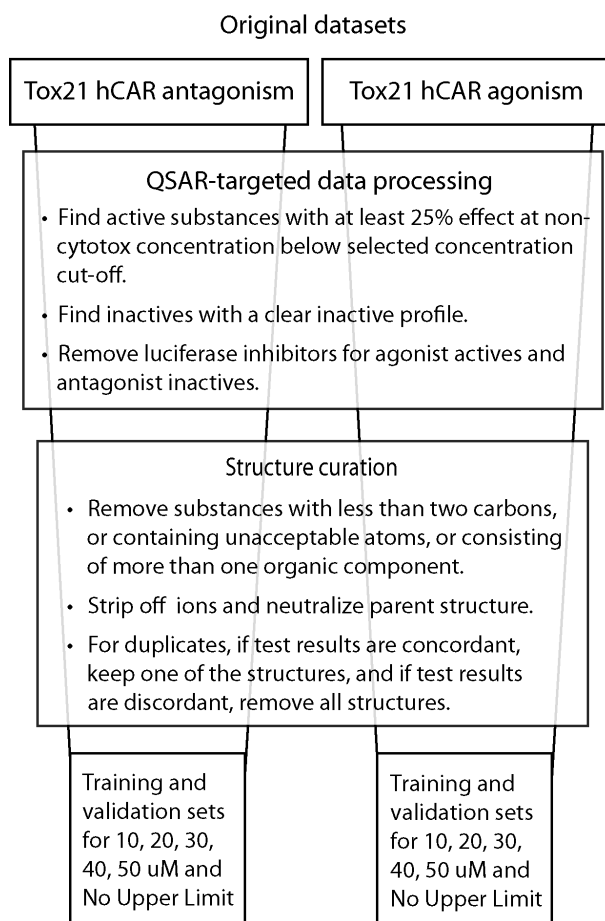 Original datasets
Tox21 hCAR antagonism
Tox21 hCAR agonism
QSAR-targeted data processing
• Find active substances with at least 25% effect at non-
cytotox concentration below selected concentration
cut-off.
• Find inactives with a clear inactive profile.
• Remove luciferase inhibitors for agonist actives and
antagonist inactives.
Structure curation
• Remove substances with less than two carbons,
or containing unacceptable atoms, or consisting
of more than one organic component.
• Strip off ions and neutralize parent structure.
• For duplicates, if test results are concordant,
keep one of the structures, and if test results
are discordant, remove all structures.
Training and
validation sets
for 10, 20, 30,
40, 50 uM and
No Upper Limit
Training and
validation sets
for 10, 20, 30,
40, 50 uM and
No Upper Limit